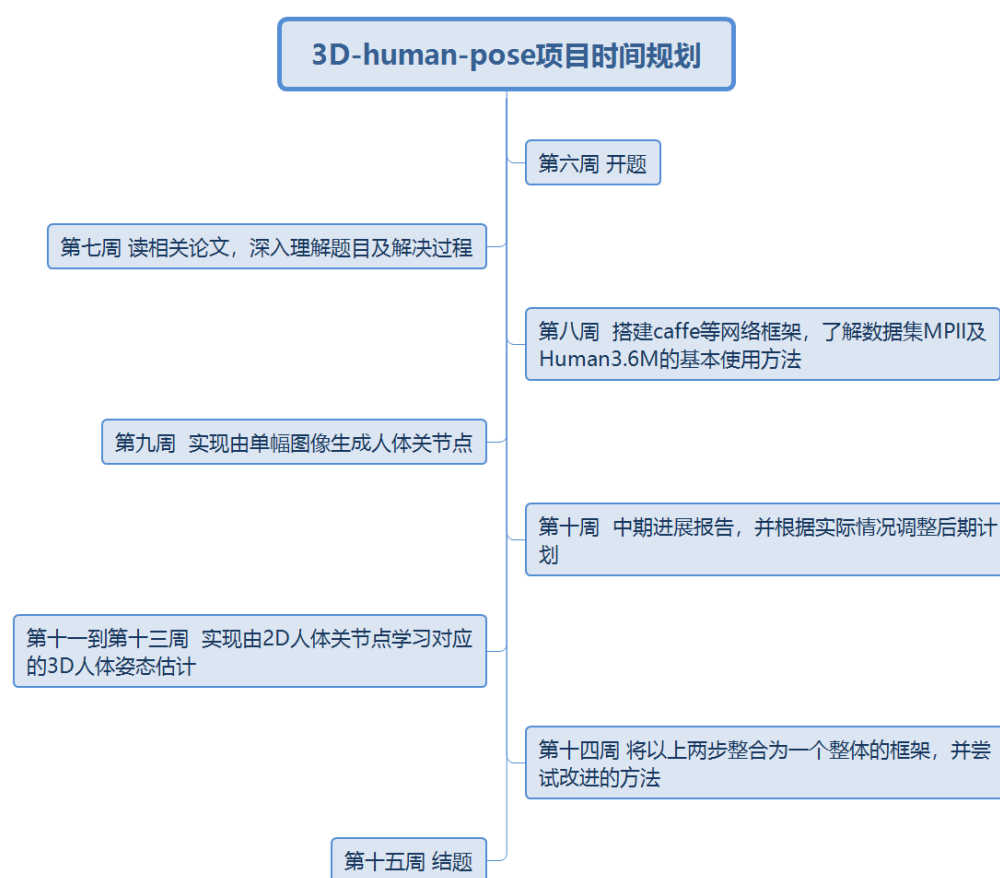 3D-human-pose项目时间规划
第六周 开题
第七周 读相关论文，深入理解题目及解决过程
第八周  搭建caffe等网络框架，了解数据集MPII及
Human3.6M的基本使用方法
第九周  实现由单幅图像生成人体关节点
第十周  中期进展报告，并根据实际情况调整后期计
划
第十一到第十三周  实现由2D人体关节点学习对应
的3D人体姿态估计
第十四周 将以上两步整合为一个整体的框架，并尝
试改进的方法
第十五周 结题